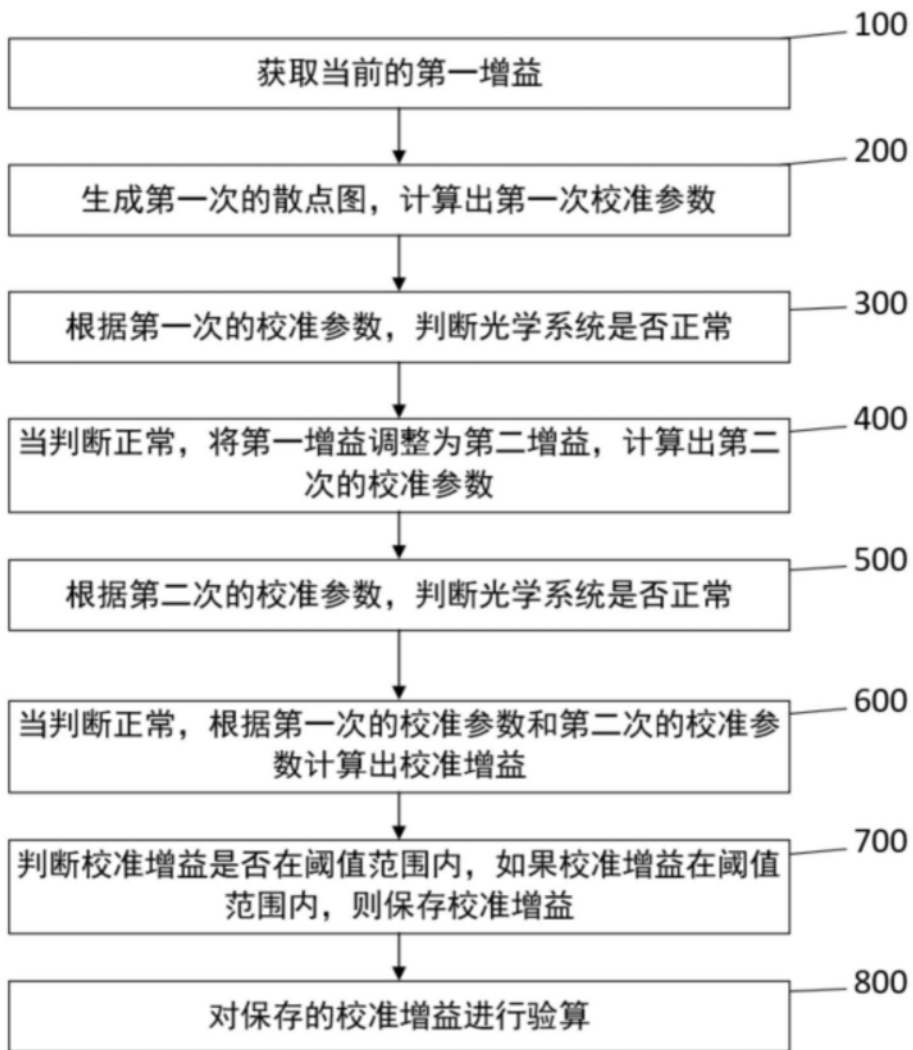 100
获取当前的第一增益
200
生成第一次的散点图，计算出第一次校准参数
300
根据第一次的校准参数，判断光学系统是否正常
400
当判断正常，将第一增益调整为第二增益，计算出第二
次的校准参数
500
根据第二次的校准参数，判断光学系统是否正常
600
当判断正常，根据第一次的校准参数和第二次的校准参
数计算出校准增益
700
判断校准增益是否在阈值范围内，如果校准增益在阈值
范围内，则保存校准增益
800
对保存的校准增益进行验算